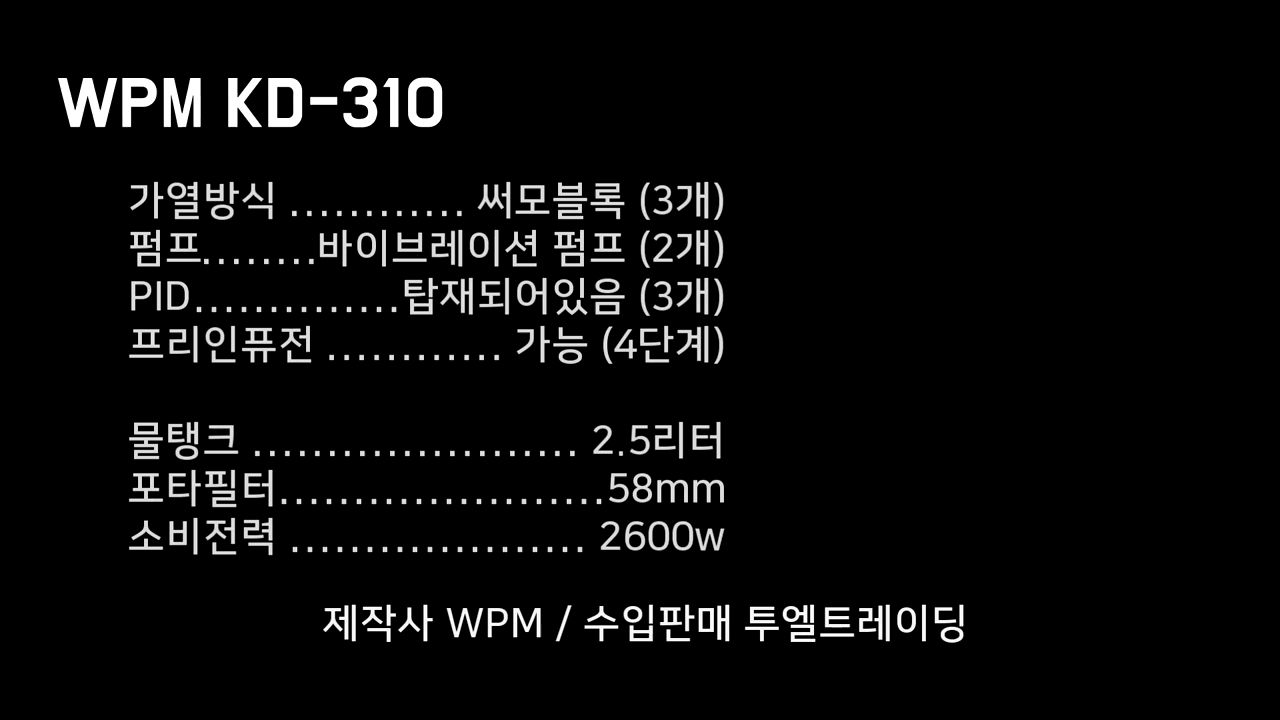 WPM KD-310
가열방식 ............ 써모블록 (3개)
펌프........바이브레이션 펌프 (2개)
PID..............탑재되어있음 (3개)
프리인퓨전 ............ 가능 (4단계)
물탱크 ...................... 2.5리터
포타필터......................58mm
소비전력 .................... 2600w
제작사 WPM / 수입판매 투엘트레이딩